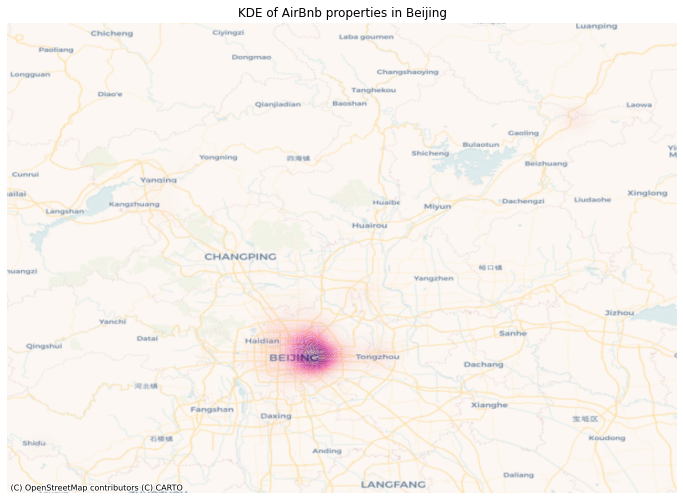 KDE of AirBnb properties in Beijing
Luanping
Chicheng
Ciyingzi
Laba goumen
Paoliang
Dongmao
Longguan
Changshaoying
Tanghekou
Diao'e
Qianjiadian
Baoshan
Laowa
Gaoling
Bulaotun
Shicheng
Yongning
四海镇
Beizhuang
Cunrui
Yanqing
Xinglong
Kangzhuang
Huaibe
Miyun
Dachengzi
Liudaohe
Langshan
Huairou
CHANGPING
峪口镇
Yangzhen
Jizhou
Yanchi
Sanhe
Datai
Haidian
Qingshui
BEIJING
Tongzhou
Dachang
河北镇
Xianghe
Fangshan
Daxing
宝坻区
Shidu
石楼镇
Koudong
Anding
Daliang
LANGFANG
(C) OpenStreetMap contributors (C) CARTO